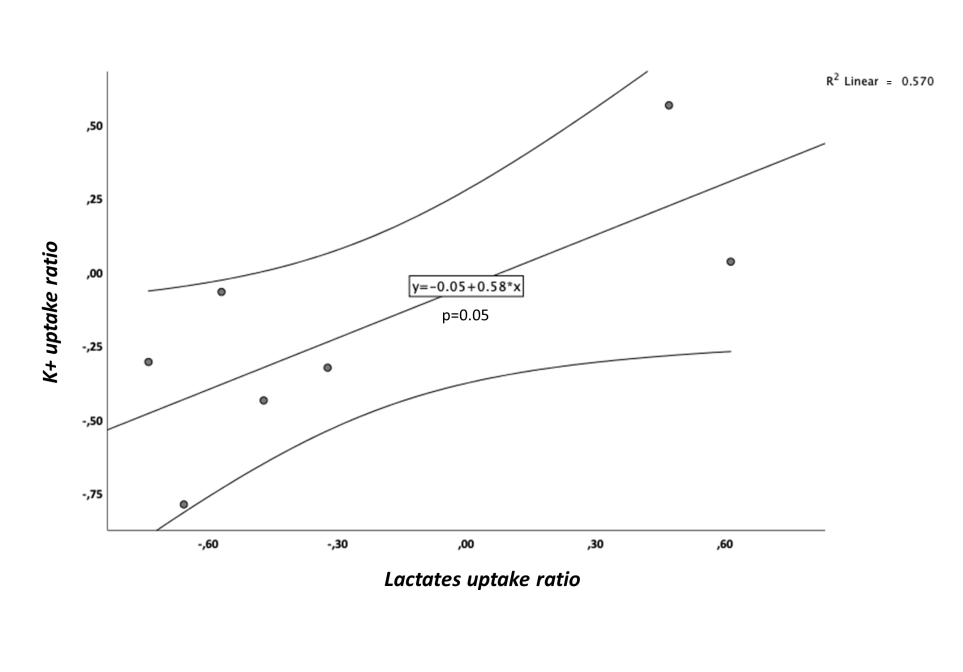 R² Linear = 0.570
,50
,25
,00
-,25
-,50
-,75
K+ uptake ratio
y=-0.05+0.58*x
p=0.05
-,60 -,30 ,00 ,30 ,60
Lactates uptake ratio